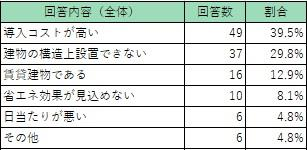 回答内容（全体） 回答数 割合
導入コストが高い 49 39.5%
建物の構造上設置できない 37 29.8%
賃貸建物である 16 12.9%
省エネ効果が見込めない 10 8.1%
日当たりが悪い 6 4.8%
その他 6 4.8%